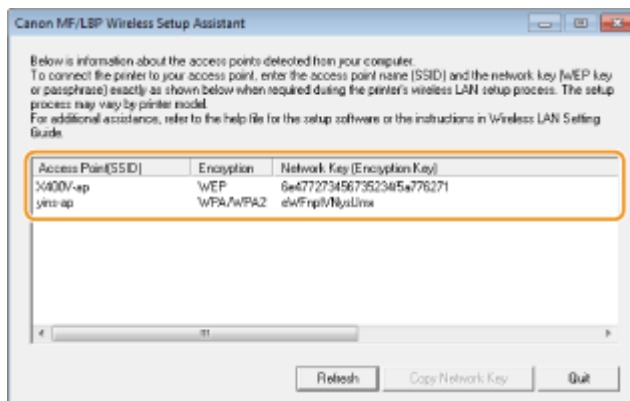 Canon MF/LBP Wireless Setup Assistant
Below is information about the access points detected from your computer.
To connect the printer to your access point, enter the access point name (SSID) and the network key (WEP key
or passphrase) exactly as shown below when required during the printer's wireless LAN setup process. The setup
process may vary by printer model.
For additional assistance, refer to the help file for the setup software or the instructions in Wireless LAN Setting
Guide.
Access Point(SSID) Encryption Network Key (Encryption Key)
X400V-ap WEP
yins-ap WPA/WPA2
Refresh Copy Network Key Quit